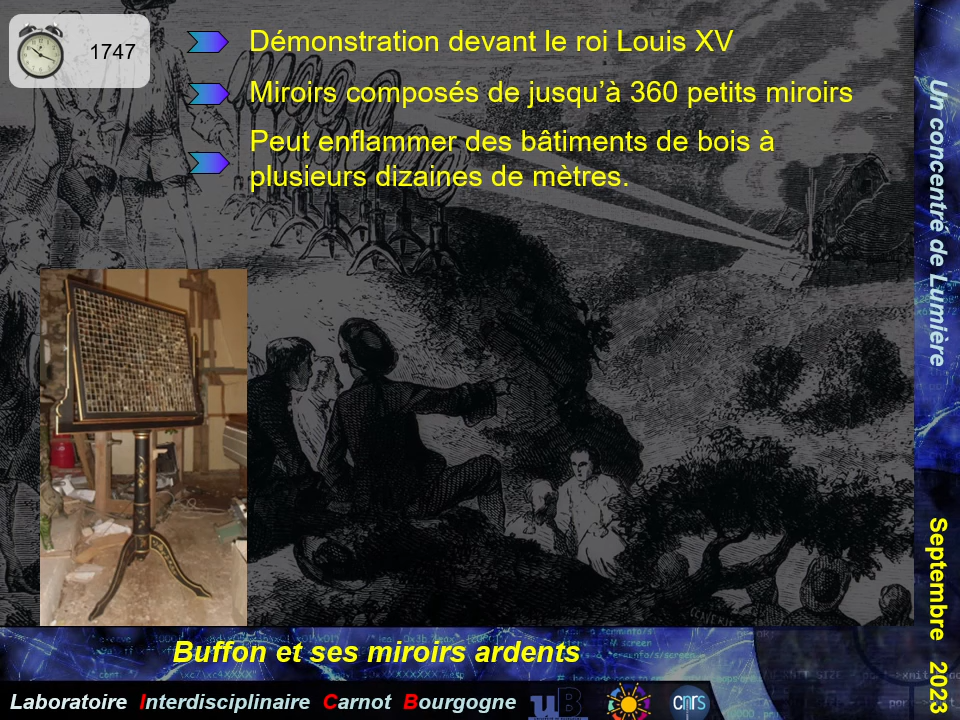 1747
Démonstration devant le roi Louis XV
Miroirs composés de jusqu’à 360 petits miroirs
Peut enflammer des bâtiments de bois à
plusieurs dizaines de mètres.
Un concentré de Lumière
Septembre 2023
Buffon et ses miroirs ardents
Laboratoire Interdisciplinaire Carnot Bourgogne
uB
cnrs